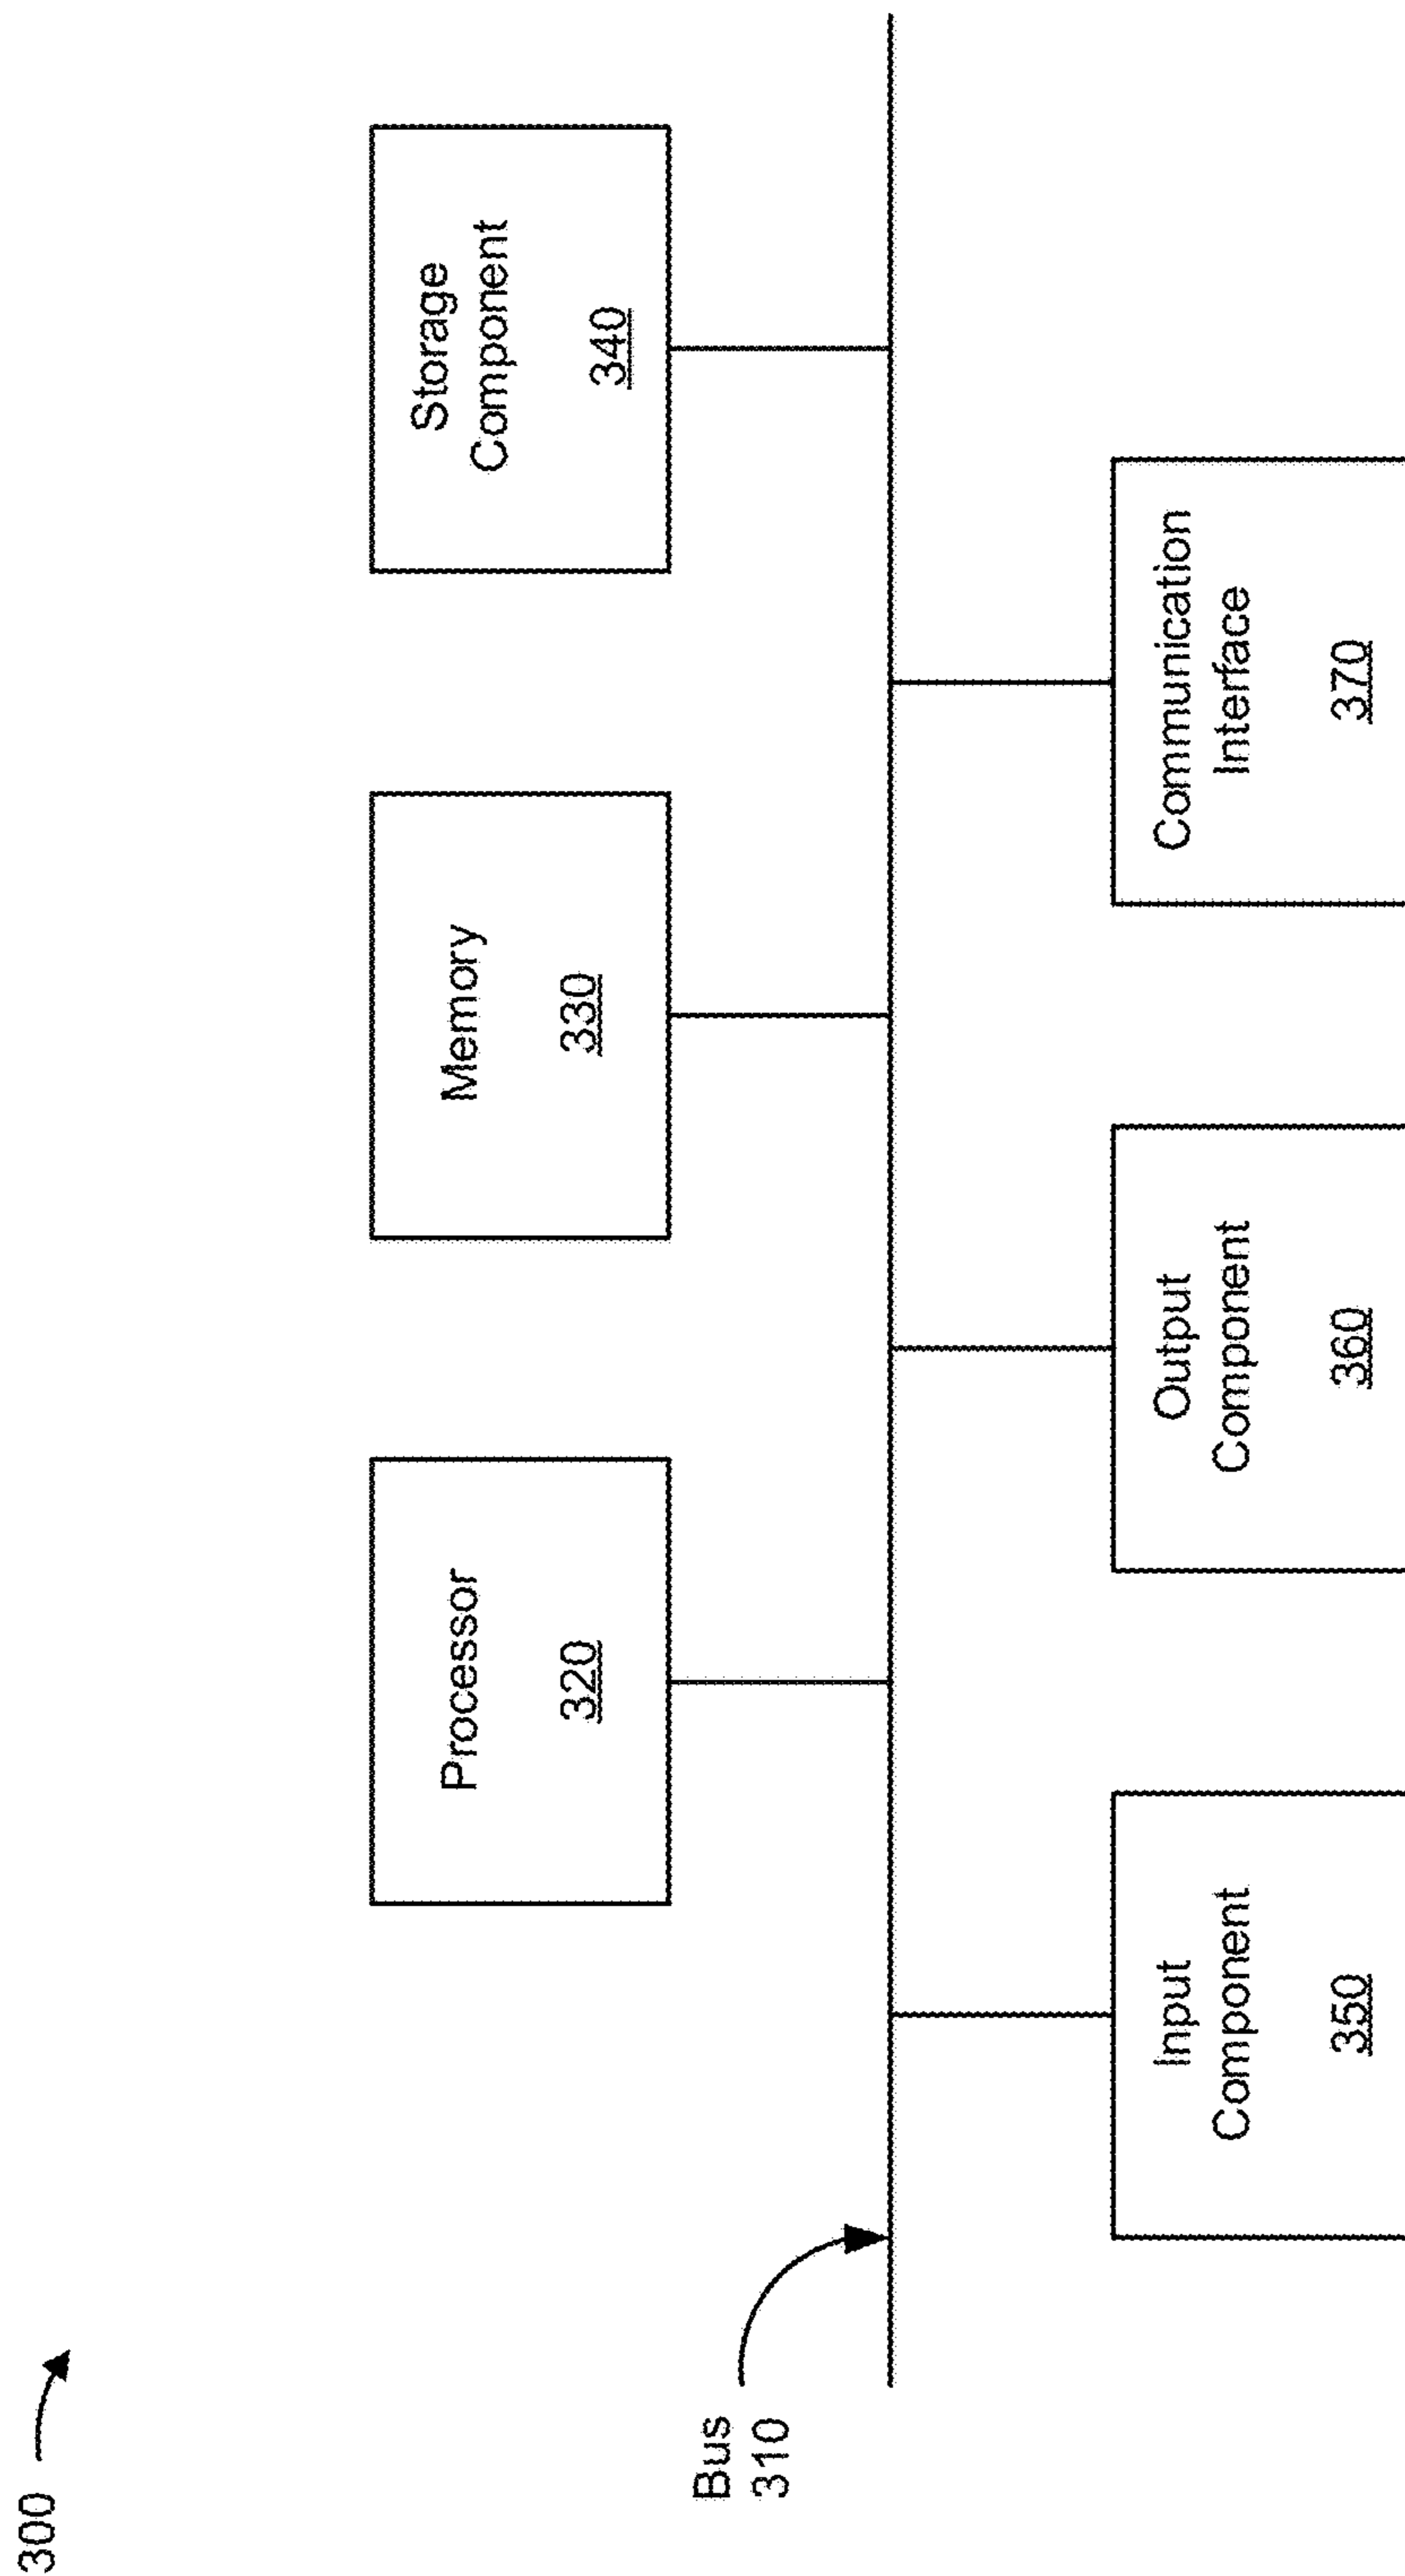 300
Processor
320
Memory
330
Storage
Component
340
Bus
310
Input
Component
350
Output
Component
360
Communication
Interface
370